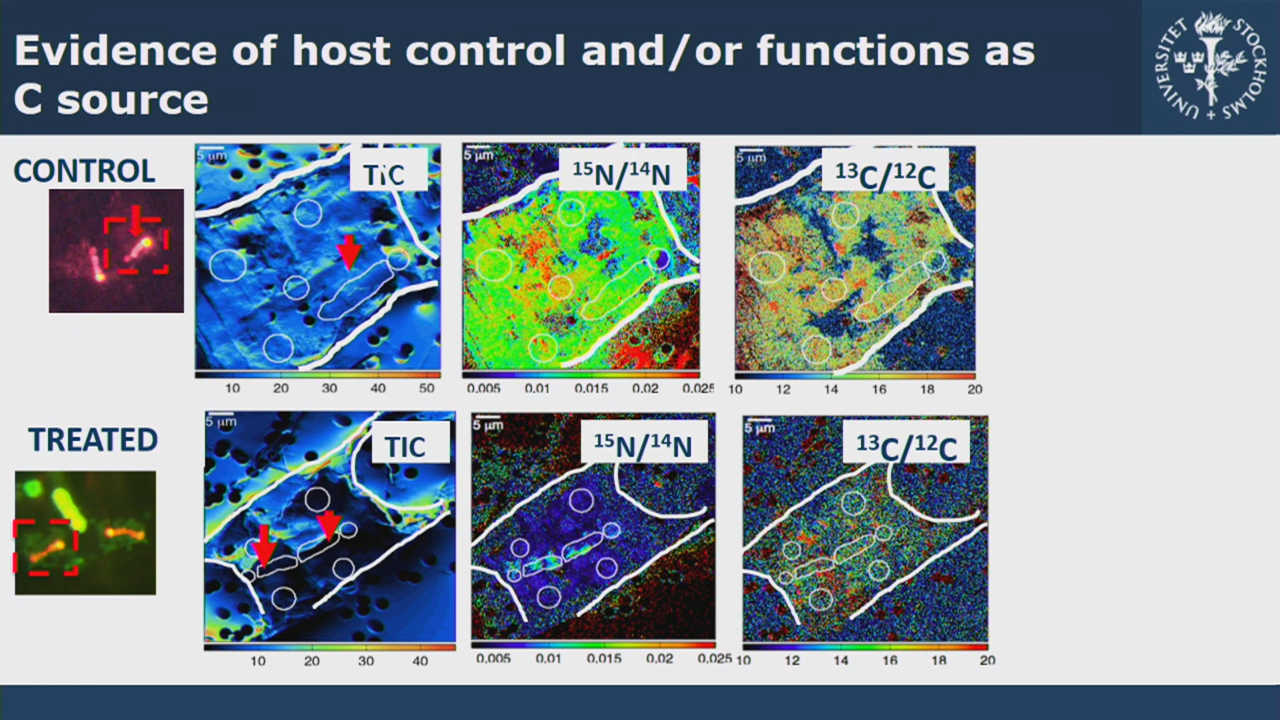 Evidence of host control and/or functions as
C source
UNIVERSITET STOCKHOLMS
CONTROL
5 µm
TIC
5 µm
¹⁵N/¹⁴N
5 µm
¹³C/¹²C
10 20 30 40 50
0.005 0.01 0.015 0.02 0.025
10 12 14 16 18 20
TREATED
5 µm
TIC
5 µm
¹⁵N/¹⁴N
5 µm
¹³C/¹²C
10 20 30 40
0.005 0.01 0.015 0.02 0.025
10 12 14 16 18 20